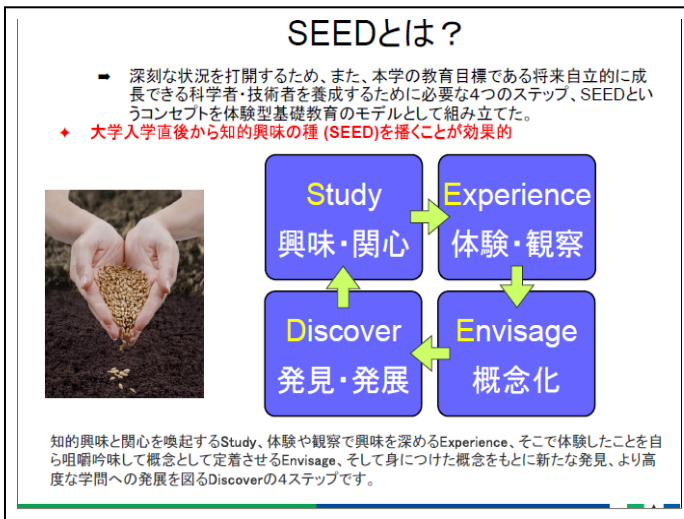 SEEDとは？
➡ 深刻な状況を打開するため、また、本学の教育目標である将来自立的に成
長できる科学者・技術者を養成するために必要な4つのステップ、SEEDとい
うコンセプトを体験型基礎教育のモデルとして組み立てた。
✦ 大学入学直後から知的興味の種 (SEED)を播くことが効果的
Study
興味・関心
Experience
体験・観察
Discover
発見・発展
Envisage
概念化
知的興味と関心を喚起するStudy、体験や観察で興味を深めるExperience、そこで体験したことを自
ら咀嚼吟味して概念として定着させるEnvisage、そして身につけた概念をもとに新たな発見、より高
度な学問への発展を図るDiscoverの4ステップです。